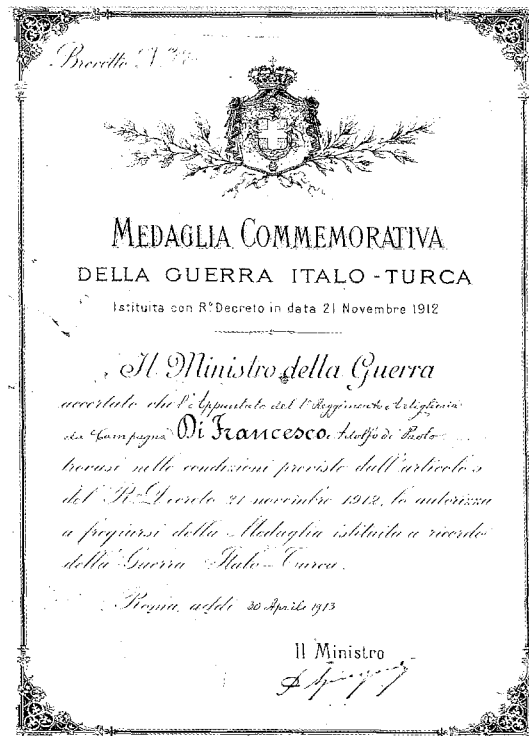 Brevetto N.
MEDAGLIA COMMEMORATIVA
DELLA GUERRA ITALO-TURCA
Istituita con R° Decreto in data 21 Novembre 1912
Il Ministro della Guerra
accertato che l'Appuntato del 1° Reggimento Artiglieria
da Campagna Di Francesco Adolfo di Paolo
trovasi nelle condizioni previste dall'articolo
del R° Decreto 21 novembre 1912, lo autorizza
a fregiarsi della Medaglia istituita a ricordo
della Guerra Italo-Turca.
Roma, addì 30 Aprile 1913
Il Ministro